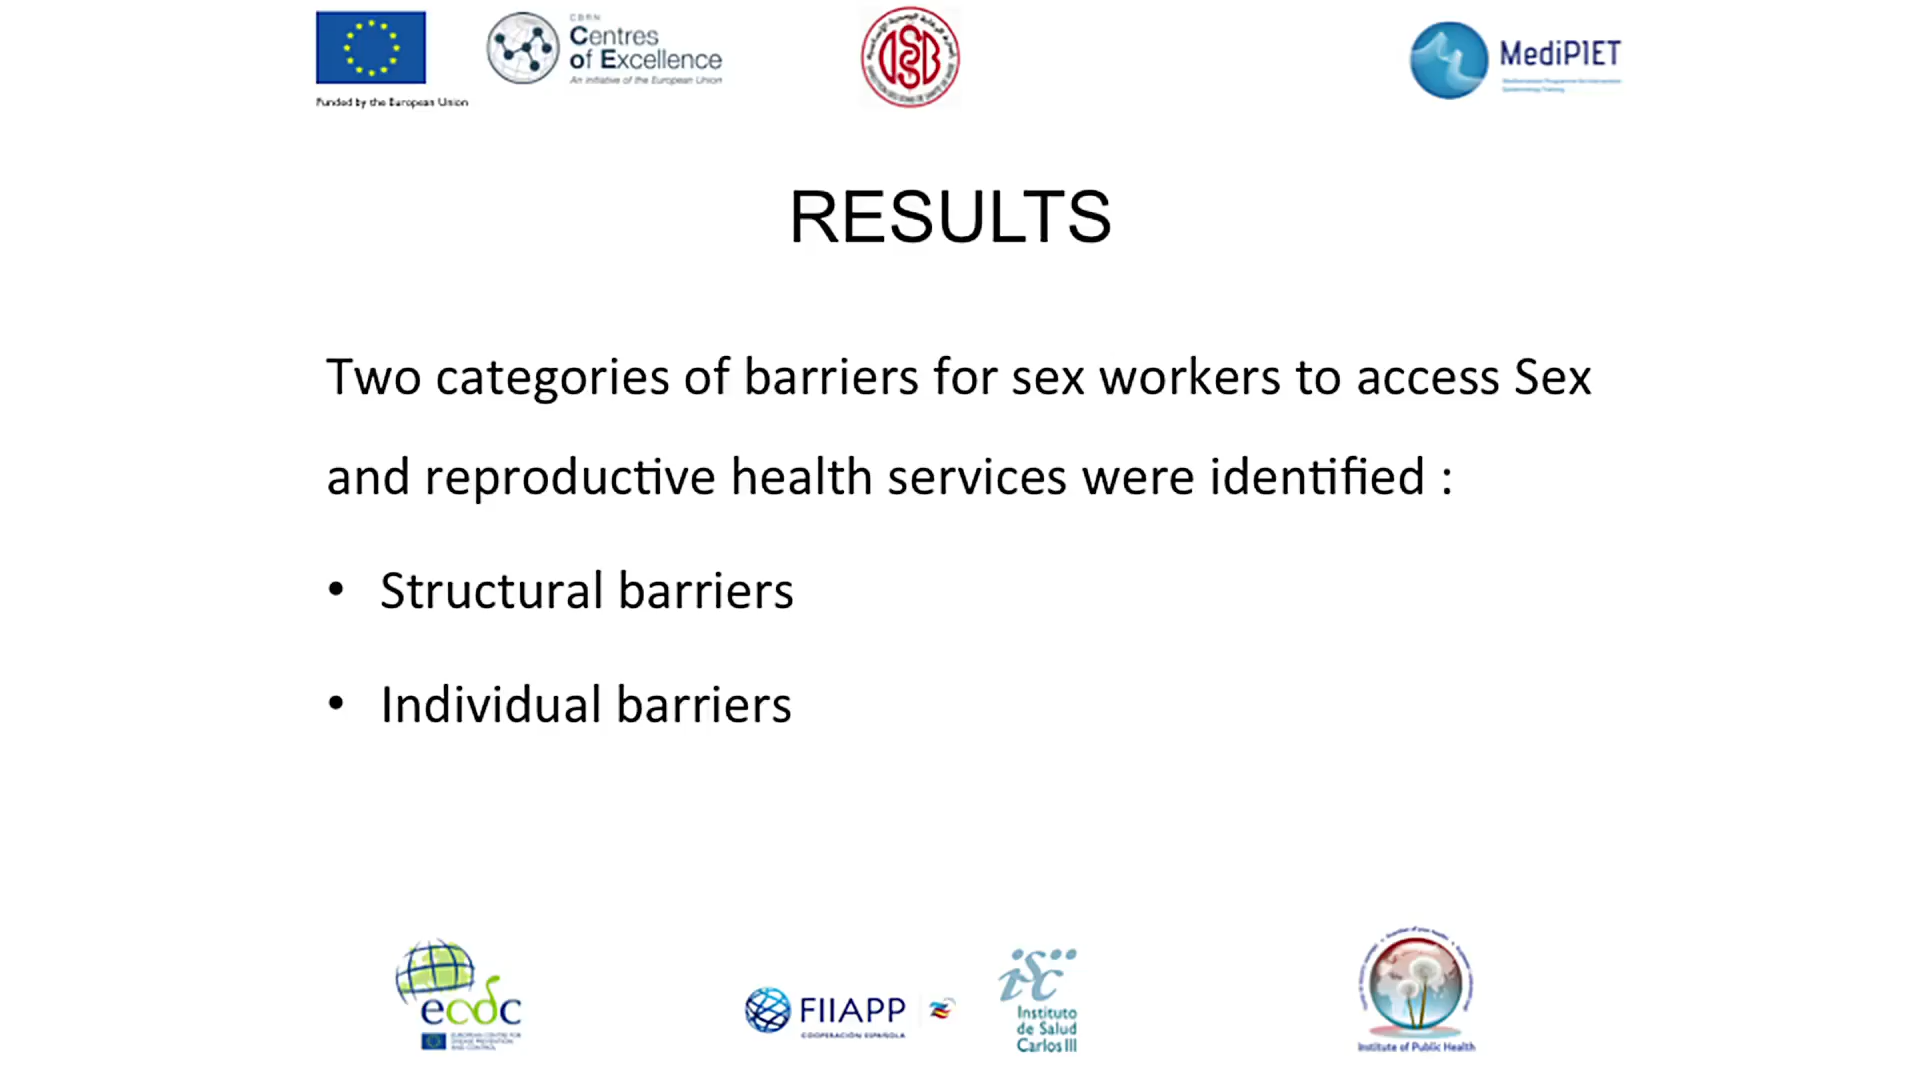 CBRN
Centres
of Excellence
An initiative of the European Union
Funded by the European Union
MediPIET
RESULTS
Two categories of barriers for sex workers to access Sex
and reproductive health services were identified :
• Structural barriers
• Individual barriers
ecdc
EUROPEAN CENTRE FOR
DISEASE PREVENTION
AND CONTROL
FIIAPP
COOPERACIÓN ESPAÑOLA
isc
Instituto
de Salud
Carlos III
Institute of Public Health